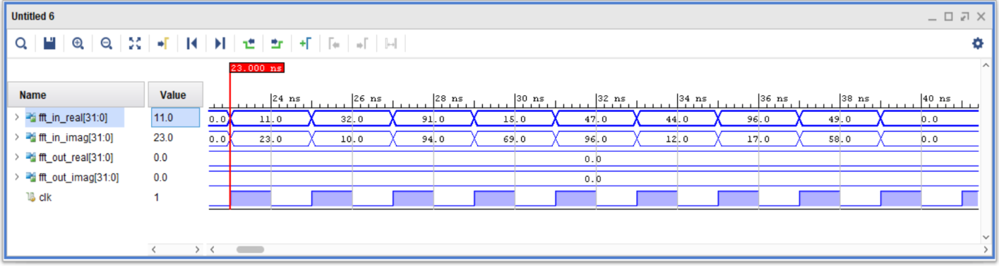 Untitled 6
23.000 ns
Name Value
24 ns 26 ns 28 ns 30 ns 32 ns 34 ns 36 ns 38 ns 40 ns
fft_in_real[31:0] 11.0 0.0 11.0 32.0 91.0 15.0 47.0 44.0 96.0 49.0 0.0
fft_in_imag[31:0] 23.0 0.0 23.0 10.0 94.0 69.0 96.0 12.0 17.0 58.0 0.0
fft_out_real[31:0] 0.0 0.0
fft_out_imag[31:0] 0.0 0.0
clk 1